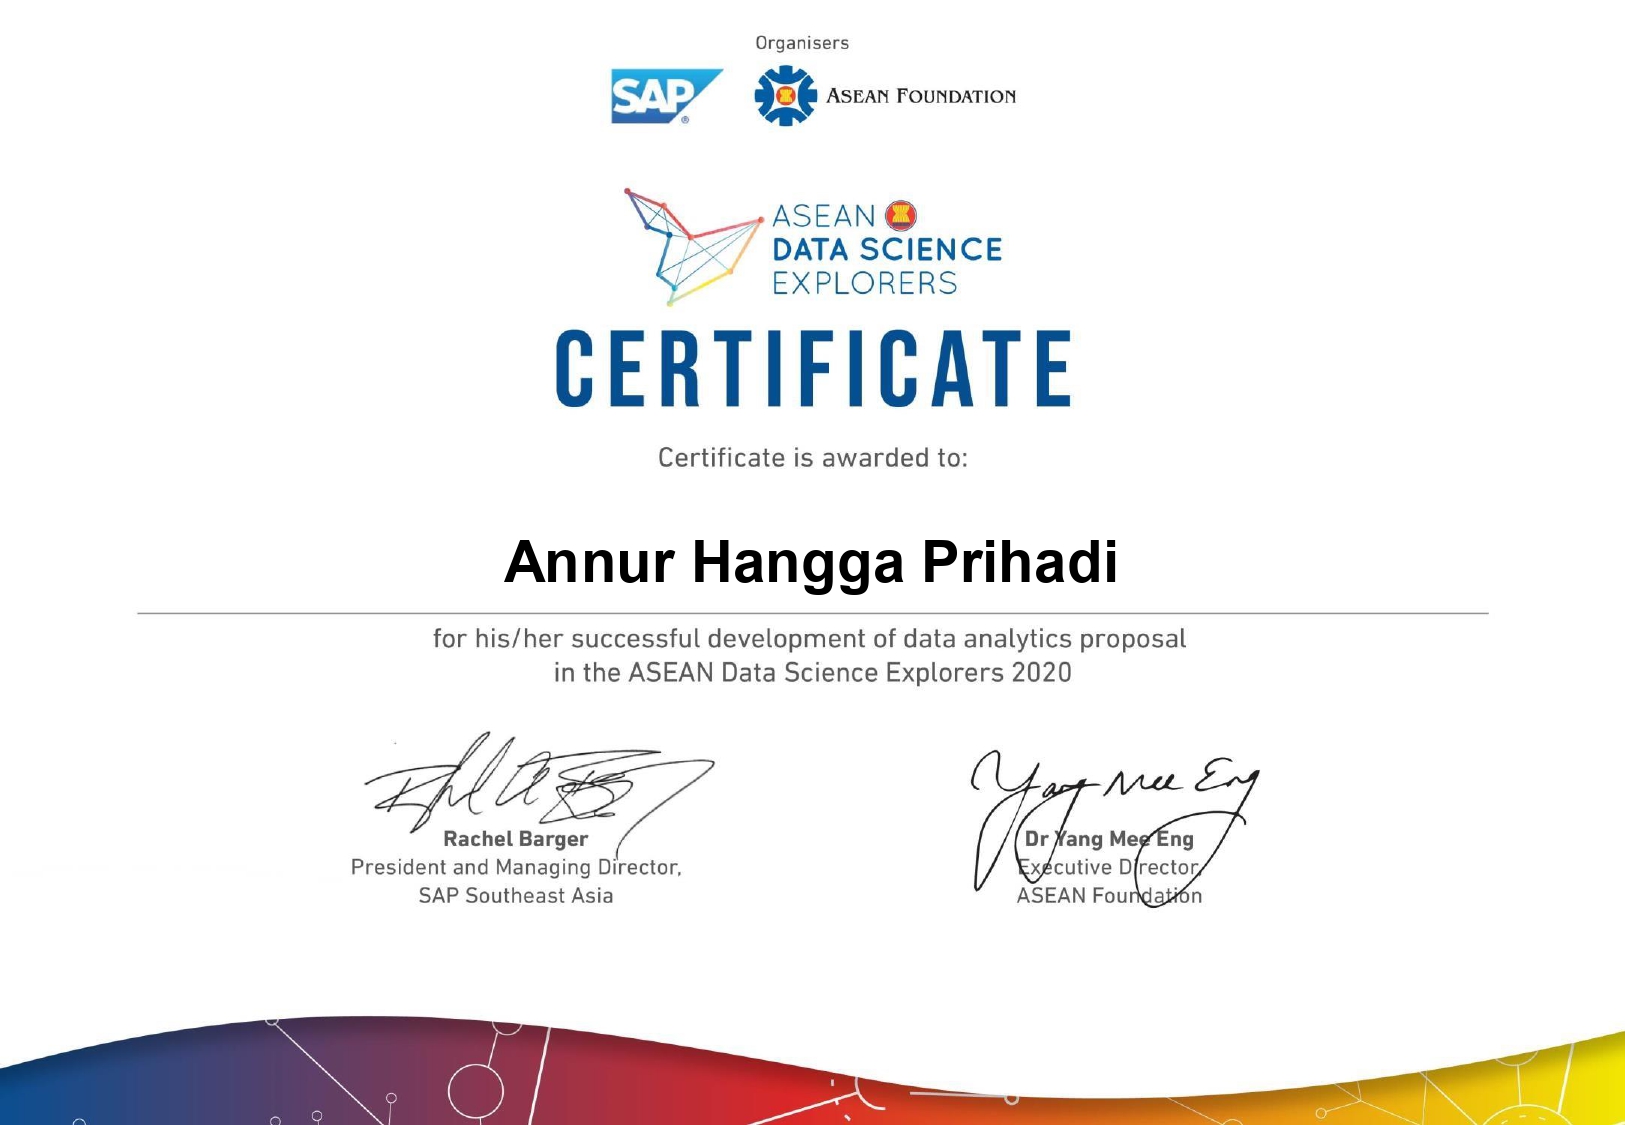 Organisers
SAP®
ASEAN FOUNDATION
ASEAN
DATA SCIENCE
EXPLORERS
CERTIFICATE
Certificate is awarded to:
Annur Hangga Prihadi
for his/her successful development of data analytics proposal
in the ASEAN Data Science Explorers 2020
Yang Mee Eng
Rachel Barger
President and Managing Director,
SAP Southeast Asia
Dr Yang Mee Eng
Executive Director,
ASEAN Foundation